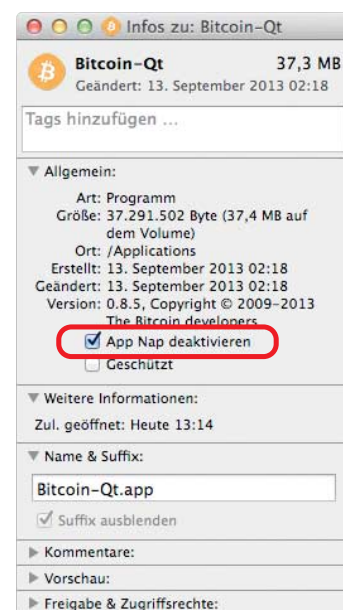 Infos zu: Bitcoin-Qt
Bitcoin-Qt 37,3 MB
Geändert: 13. September 2013 02:18
Tags hinzufügen ...
Allgemein:
Art: Programm
Größe: 37.291.502 Byte (37,4 MB auf
dem Volume)
Ort: /Applications
Erstellt: 13. September 2013 02:18
Geändert: 13. September 2013 02:18
Version: 0.8.5, Copyright © 2009–2013
The Bitcoin developers
App Nap deaktivieren
Geschützt
Weitere Informationen:
Zul. geöffnet: Heute 13:14
Name & Suffix:
Bitcoin-Qt.app
Suffix ausblenden
Kommentare:
Vorschau:
Freigabe & Zugriffsrechte: